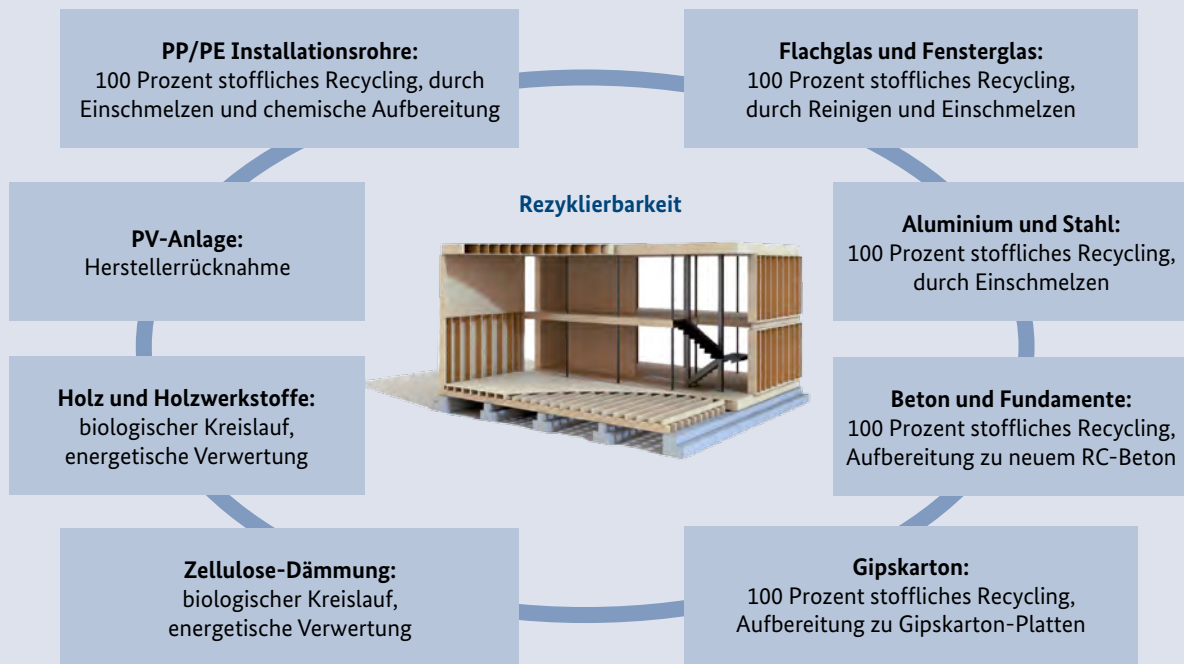 PP/PE Installationsrohre:
100 Prozent stoffliches Recycling, durch
Einschmelzen und chemische Aufbereitung
Flachglas und Fensterglas:
100 Prozent stoffliches Recycling,
durch Reinigen und Einschmelzen
Rezyklierbarkeit
PV-Anlage:
Herstellerrücknahme
Aluminium und Stahl:
100 Prozent stoffliches Recycling,
durch Einschmelzen
Holz und Holzwerkstoffe:
biologischer Kreislauf,
energetische Verwertung
Beton und Fundamente:
100 Prozent stoffliches Recycling,
Aufbereitung zu neuem RC-Beton
Zellulose-Dämmung:
biologischer Kreislauf,
energetische Verwertung
Gipskarton:
100 Prozent stoffliches Recycling,
Aufbereitung zu Gipskarton-Platten